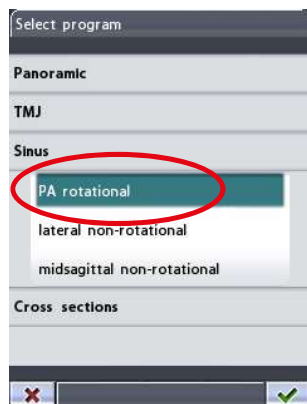 Select program
Panoramic
TMJ
Sinus
PA rotational
lateral non-rotational
midsagittal non-rotational
Cross sections